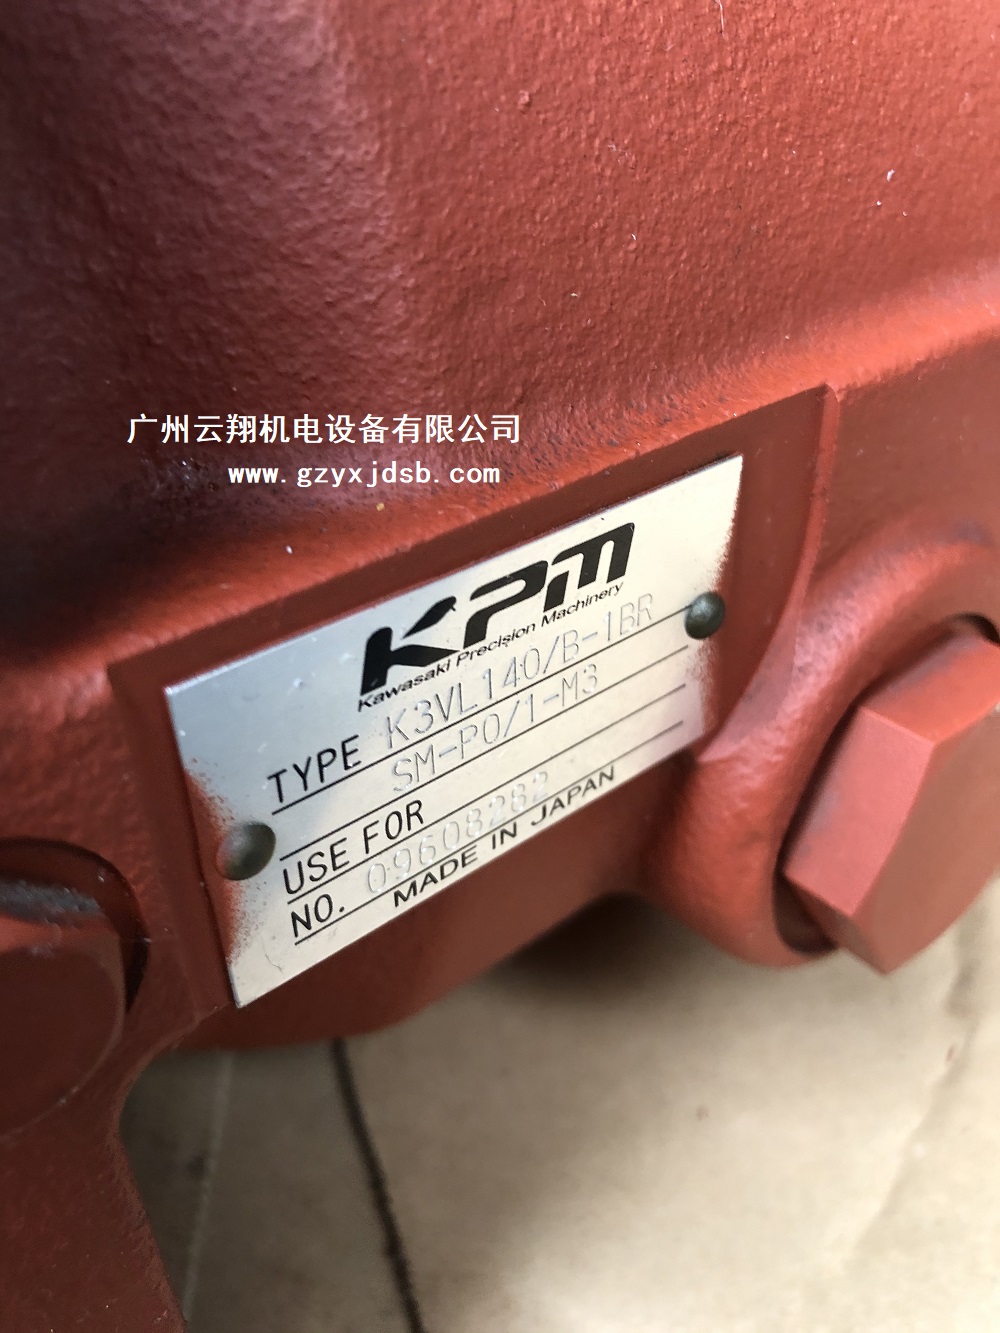 广州云翔机电设备有限公司
www.gzyxjdsb.com
KPM
Kawasaki Precision Machinery
TYPE K3VL140/B-1BR
SM-P0/1-M3
USE FOR
NO. 09608282
MADE IN JAPAN